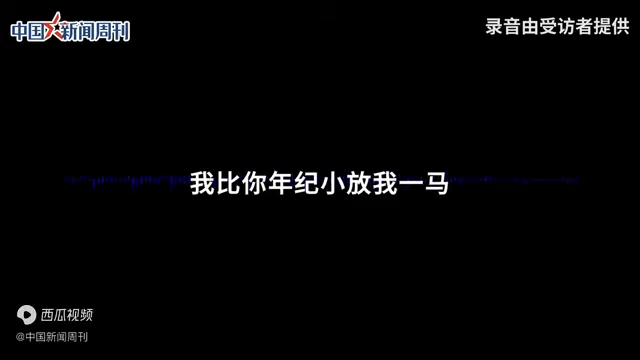 中国新闻周刊
录音由受访者提供
我比你年纪小放我一马
西瓜视频
@中国新闻周刊